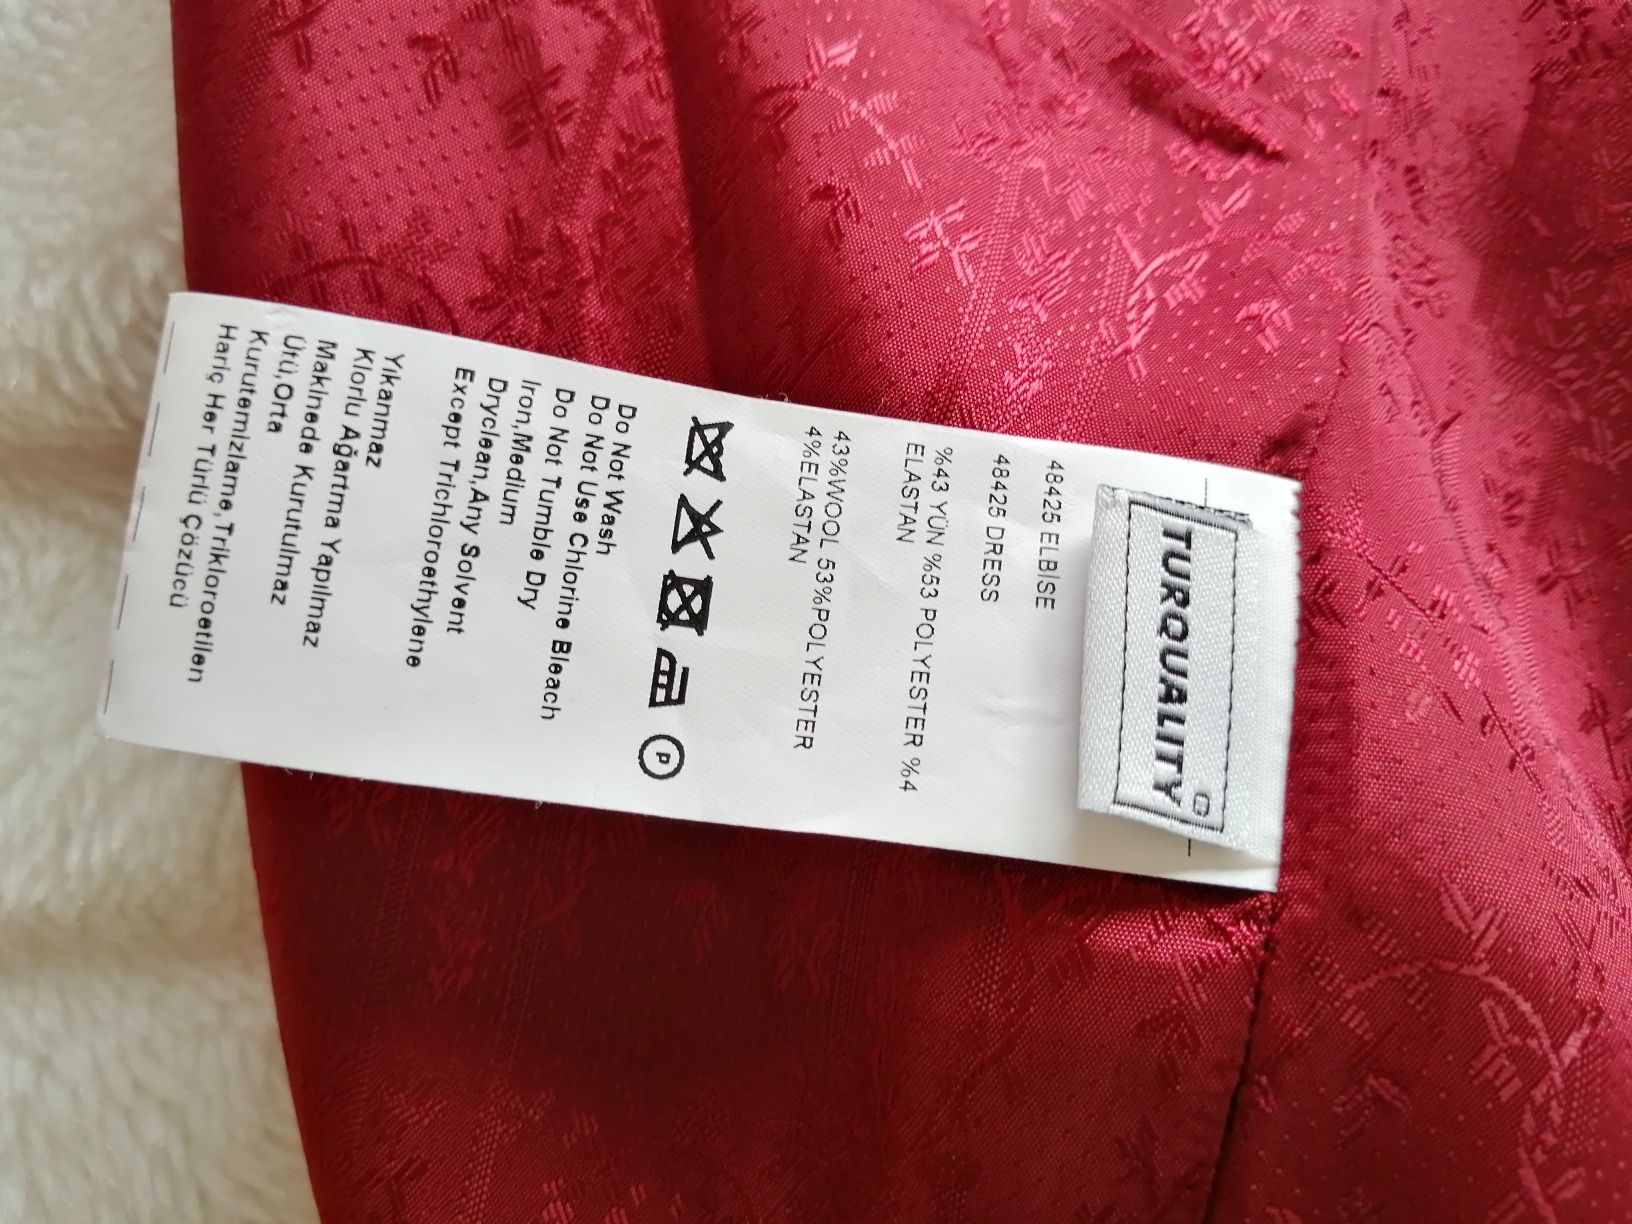 TURQUALITY
48425 ELBISE
48425 DRESS
%43 YÜN %53 POLYESTER %4
ELASTAN
43%WOOL 53%POLYESTER
4%ELASTAN
P
Do Not Wash
Do Not Use Chlorine Bleach
Do Not Tumble Dry
Iron,Medium
Dryclean,Any Solvent
Except Trichloroethylene
Yıkanmaz
Klorlu Ağartma Yapılmaz
Makinede Kurutulmaz
Ütü,Orta
Kurutemizlame,Trikloroetilen
Hariç Her Türlü Çözücü